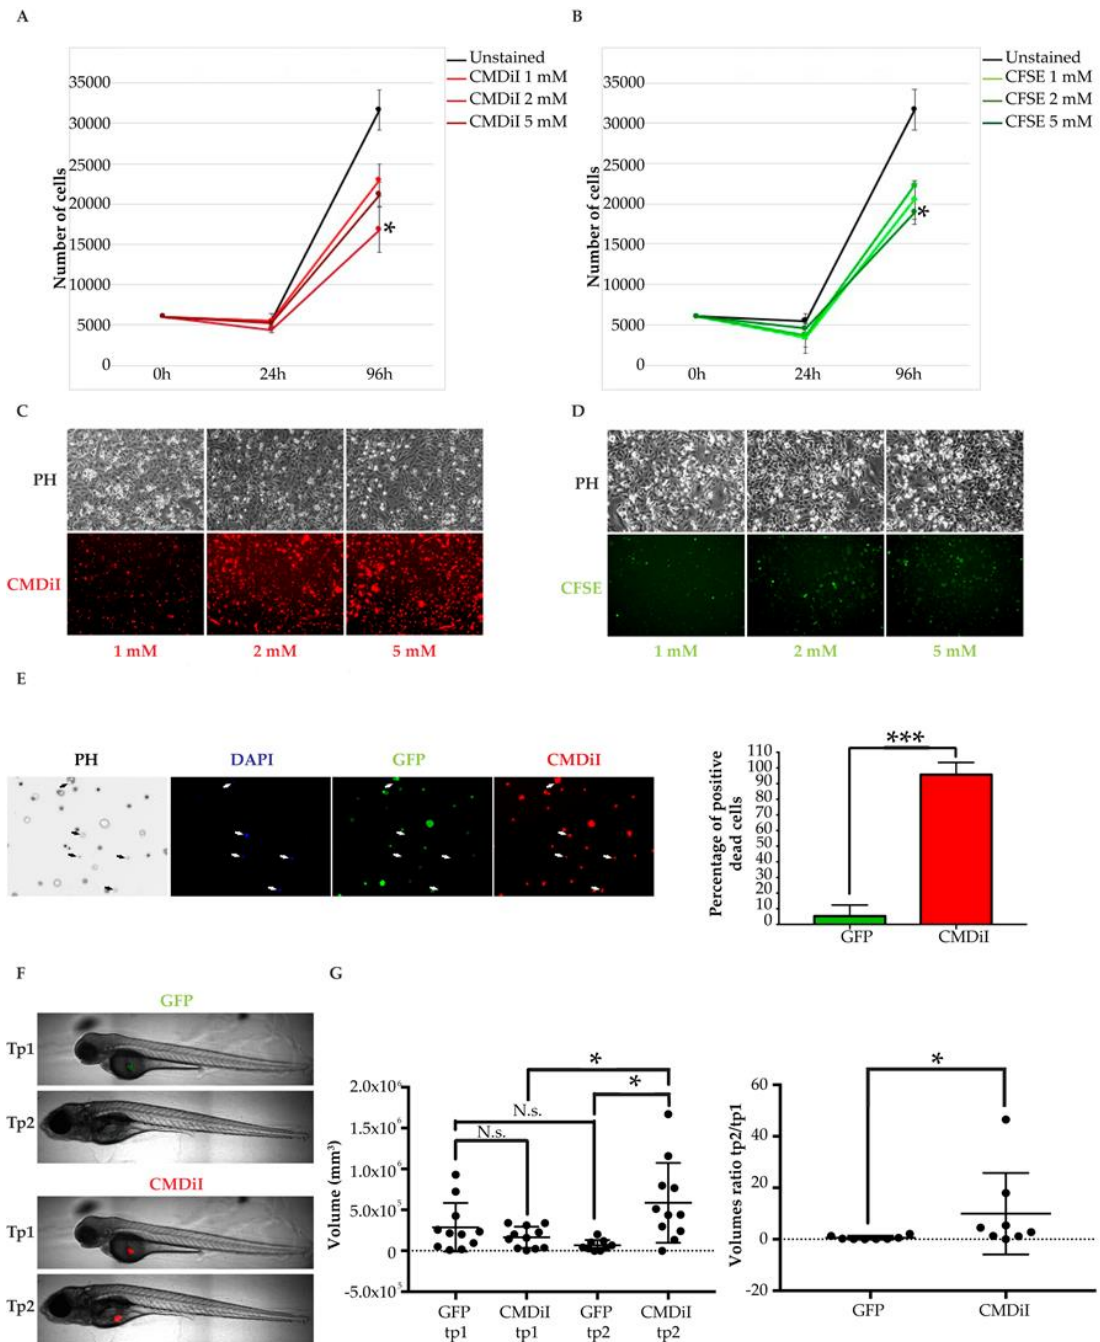 A
Unstained
CMDiI 1 mM
CMDiI 2 mM
CMDiI 5 mM
Number of cells
35000
30000
25000
20000
15000
10000
5000
0
*
0h 24h 96h
B
Unstained
CFSE 1 mM
CFSE 2 mM
CFSE 5 mM
Number of cells
35000
30000
25000
20000
15000
10000
5000
0
*
0h 24h 96h
C
PH
CMDiI
1 mM 2 mM 5 mM
D
PH
CFSE
1 mM 2 mM 5 mM
E
PH DAPI GFP CMDiI
Percentage of positive
dead cells
110
100
90
80
70
60
50
40
30
20
10
0
***
GFP CMDiI
F
GFP
Tp1
Tp2
CMDiI
Tp1
Tp2
G
Volume (mm³)
2.0x10⁶
1.5x10⁶
1.0x10⁶
5.0x10⁵
0
-5.0x10⁵
*
*
N.s.
N.s.
GFP CMDiI GFP CMDiI
tp1 tp1 tp2 tp2
Volumes ratio tp2/tp1
60
40
20
0
-20
*
GFP CMDiI